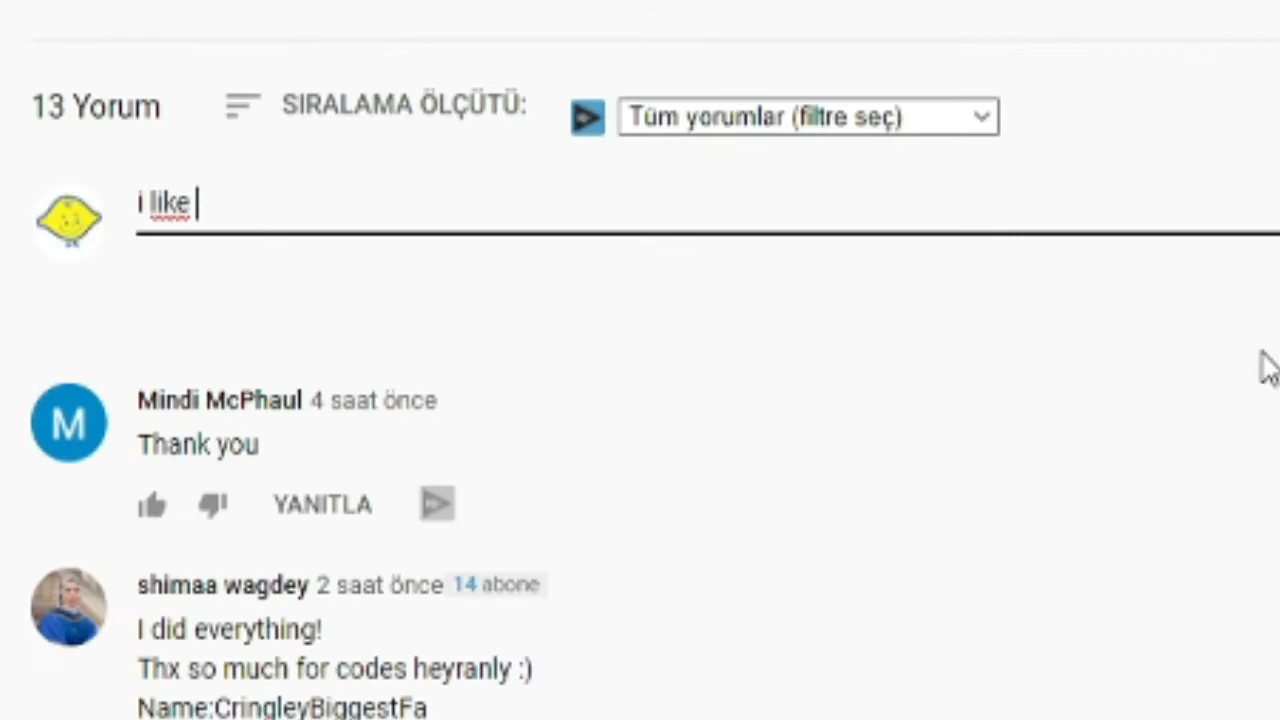 13 Yorum SIRALAMA ÖLÇÜTÜ: Tüm yorumlar (filtre seç)
i like
M Mindi McPhaul 4 saat önce
Thank you
YANITLA
shimaa wagdey 2 saat önce 14 abone
I did everything!
Thx so much for codes heyranly :)
Name:CringleyBiggestFa